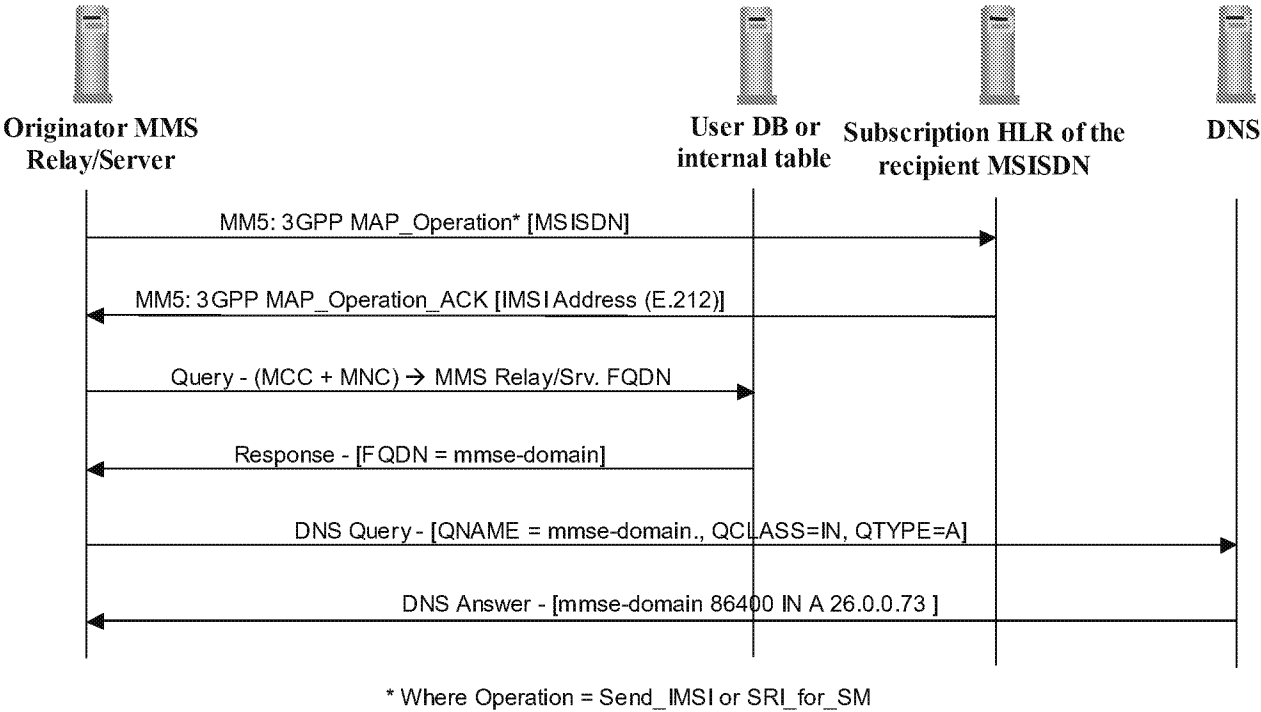 Originator MMS
Relay/Server
User DB or
internal table
Subscription HLR of the
recipient MSISDN
DNS
MM5: 3GPP MAP_Operation* [MSISDN]
MM5: 3GPP MAP_Operation_ACK [IMSI Address (E.212)]
Query - (MCC + MNC) → MMS Relay/Srv. FQDN
Response - [FQDN = mmse-domain]
DNS Query - [QNAME = mmse-domain., QCLASS=IN, QTYPE=A]
DNS Answer - [mmse-domain 86400 IN A 26.0.0.73 ]
* Where Operation = Send_IMSI or SRI_for_SM